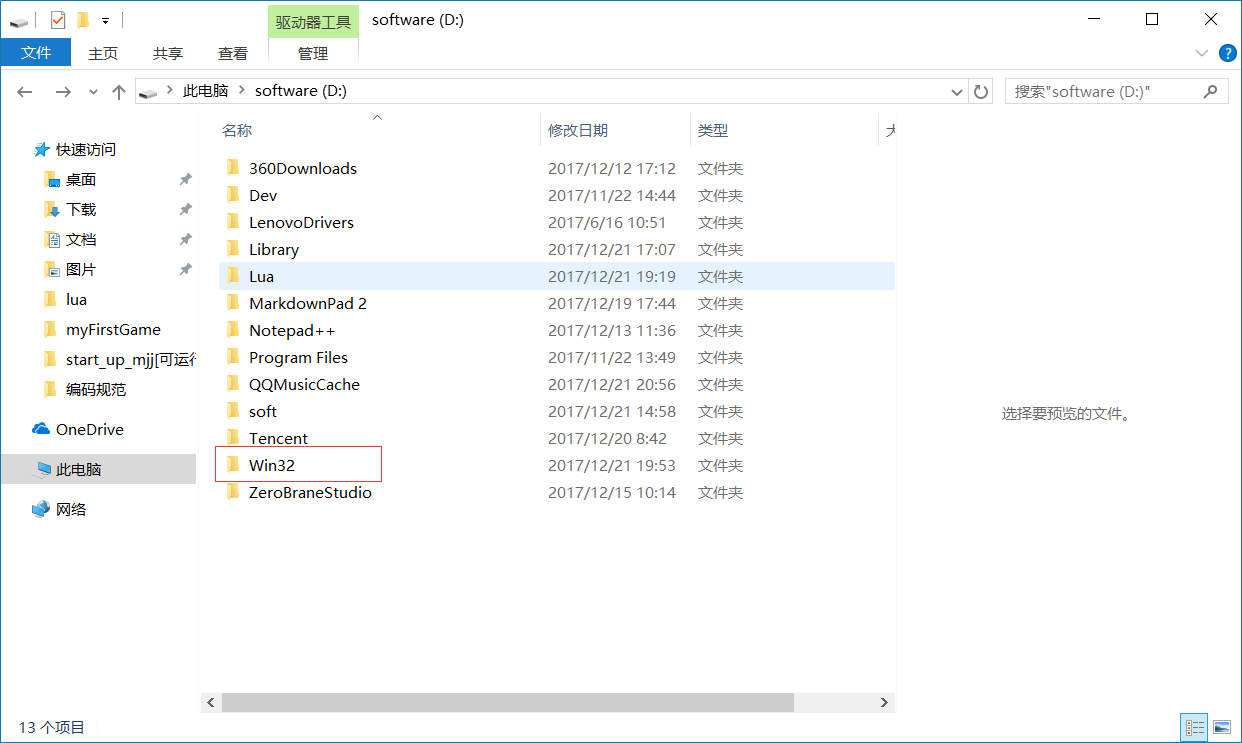 驱动器工具 software (D:)
文件 主页 共享 查看 管理
此电脑 software (D:) 搜索"software (D:)"
名称 修改日期 类型
快速访问
桌面
下载
文档
图片
lua
myFirstGame
start_up_mjj[可运行
编码规范
OneDrive
此电脑
网络
360Downloads 2017/12/12 17:12 文件夹
Dev 2017/11/22 14:44 文件夹
LenovoDrivers 2017/6/16 10:51 文件夹
Library 2017/12/21 17:07 文件夹
Lua 2017/12/21 19:19 文件夹
MarkdownPad 2 2017/12/19 17:44 文件夹
Notepad++ 2017/12/13 11:36 文件夹
Program Files 2017/11/22 13:49 文件夹
QQMusicCache 2017/12/21 20:56 文件夹
soft 2017/12/21 14:58 文件夹
Tencent 2017/12/20 8:42 文件夹
Win32 2017/12/21 19:53 文件夹
ZeroBraneStudio 2017/12/15 10:14 文件夹
选择要预览的文件。
13 个项目